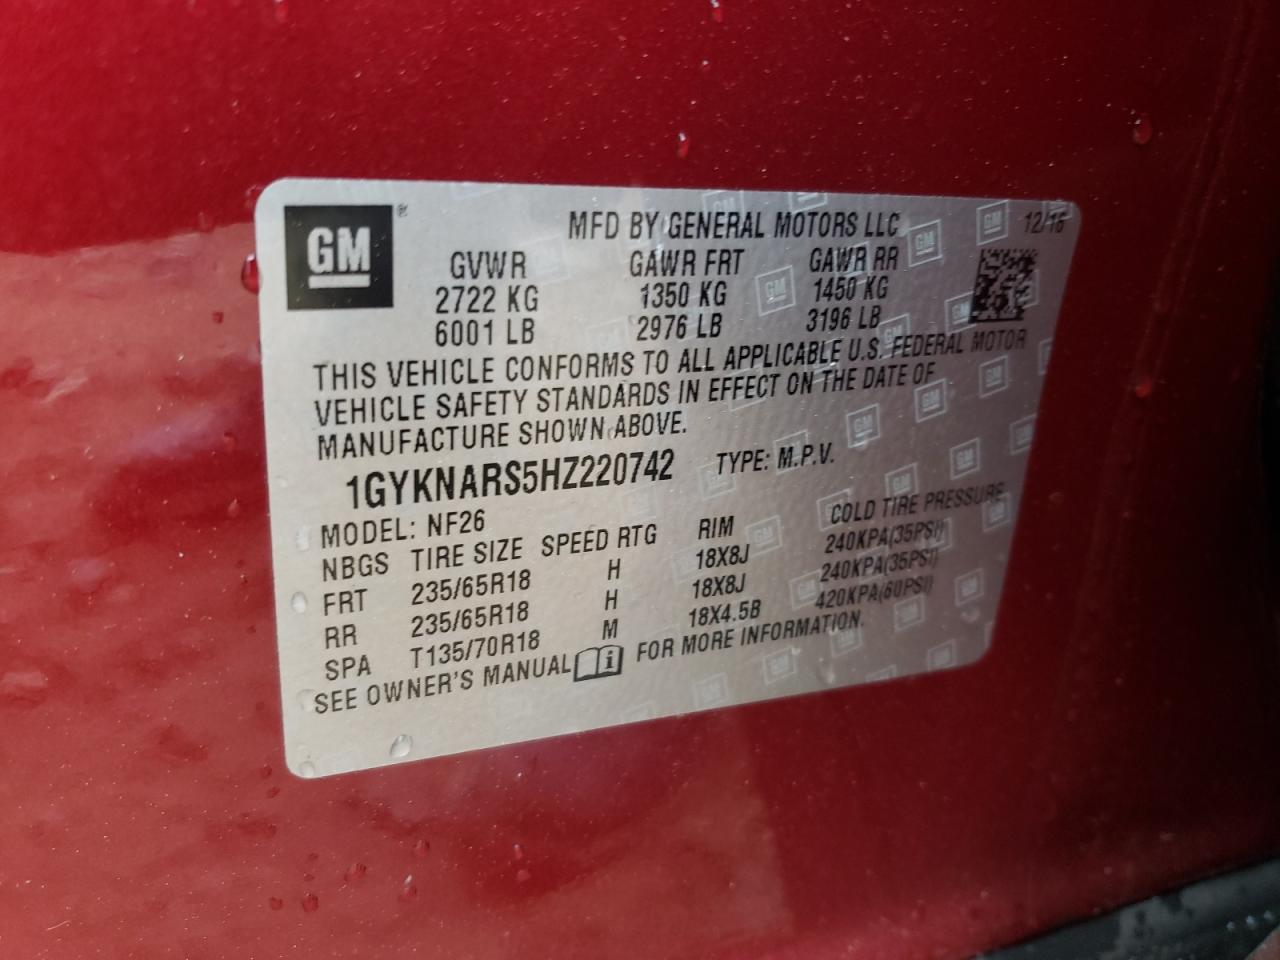 GM ®
MFD BY GENERAL MOTORS LLC 12/16
GVWR GAWR FRT GAWR RR
2722 KG 1350 KG 1450 KG
6001 LB 2976 LB 3196 LB
THIS VEHICLE CONFORMS TO ALL APPLICABLE U.S. FEDERAL MOTOR
VEHICLE SAFETY STANDARDS IN EFFECT ON THE DATE OF
MANUFACTURE SHOWN ABOVE.
1GYKNARS5HZ220742 TYPE: M.P.V.
MODEL: NF26
NBGS TIRE SIZE SPEED RTG RIM COLD TIRE PRESSURE
FRT 235/65R18 H 18X8J 240KPA(35PSI)
RR 235/65R18 H 18X8J 240KPA(35PSI)
SPA T135/70R18 M 18X4.5B 420KPA(60PSI)
SEE OWNER'S MANUAL FOR MORE INFORMATION.